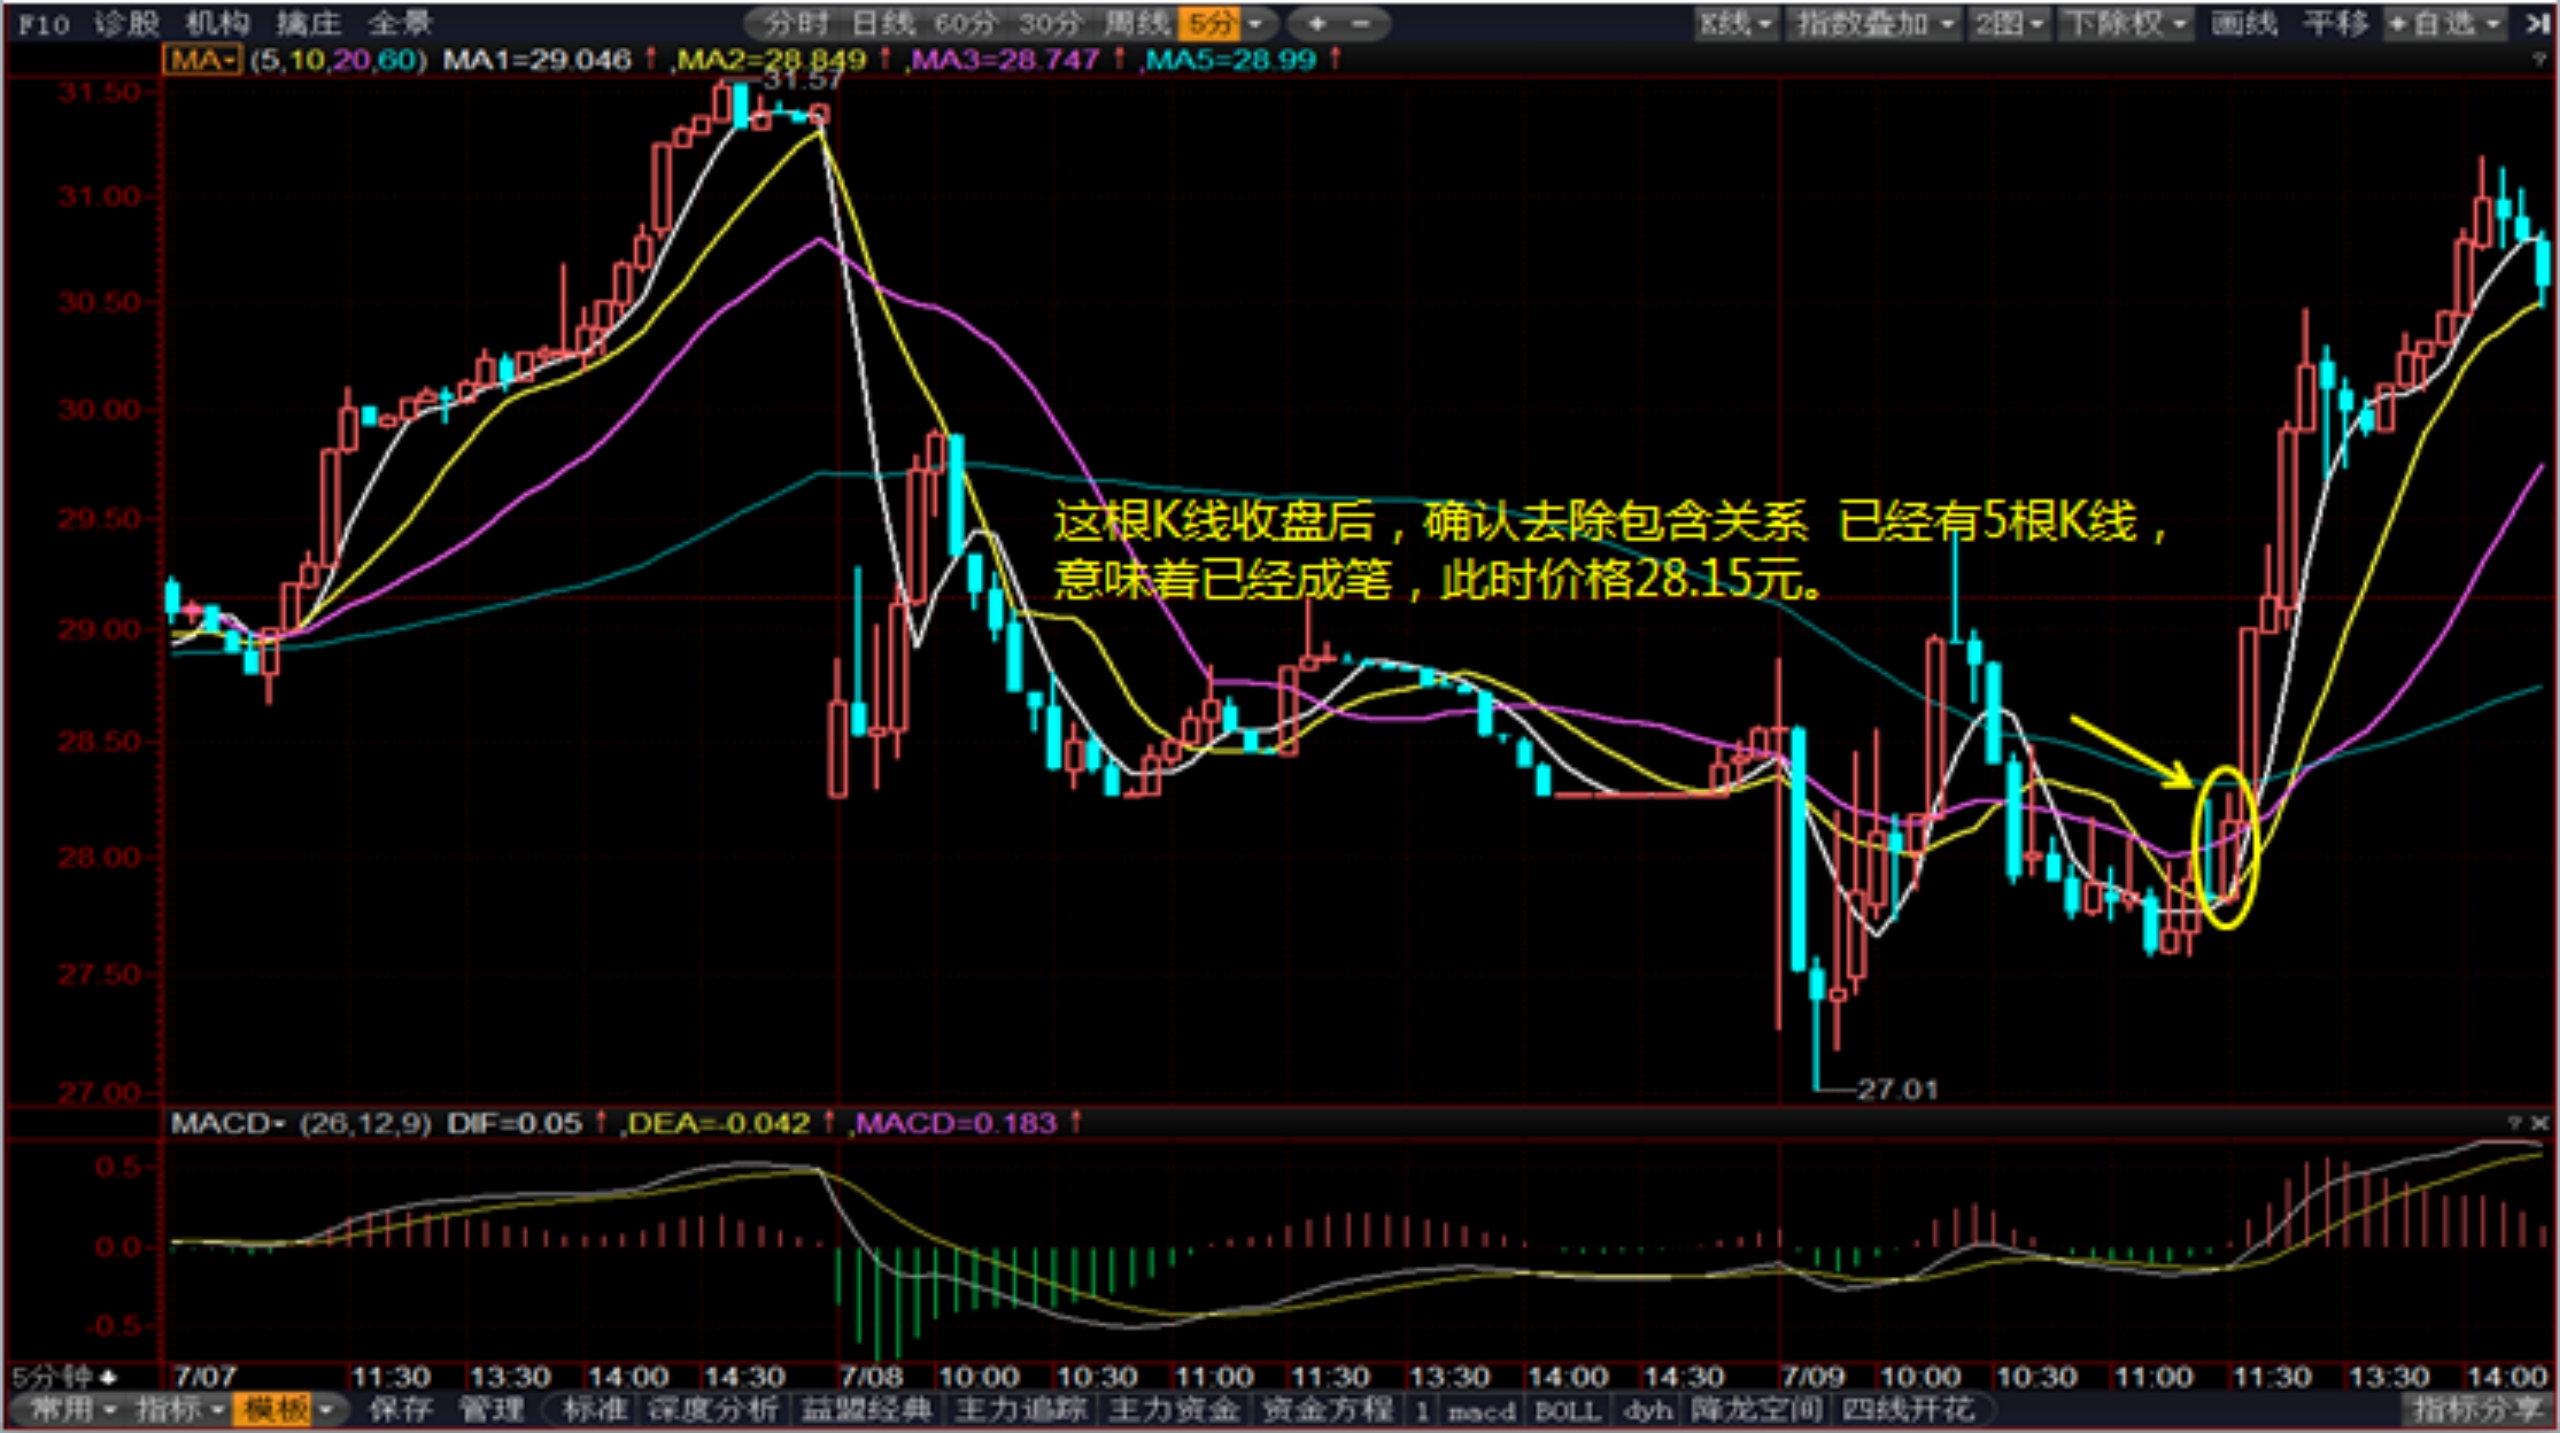 F10 诊股 机构 擒庄 全景 分时 日线 60分 30分 周线 5分 + - K线 指数叠加 2图 下除权 画线 平移 +自选
MA (5,10,20,60) MA1=29.046 ↑ ,MA2=28.849 ↑ ,MA3=28.747 ↑ ,MA5=28.99 ↑ ?
31.57
31.50
31.00
30.50
30.00
29.50
这根K线收盘后，确认去除包含关系 已经有5根K线，
意味着已经成笔，此时价格28.15元。
29.00
28.50
28.00
27.50
27.00
27.01
MACD (26,12,9) DIF=0.05 ↑ ,DEA=-0.042 ↑ ,MACD=0.183 ↑ ? ×
0.5
0.0
-0.5
5分钟 7/07 11:30 13:30 14:00 14:30 7/08 10:00 10:30 11:00 11:30 13:30 14:00 14:30 7/09 10:00 10:30 11:00 11:30 13:30 14:00
常用 指标 模板 保存 管理 标准 深度分析 益盟经典 主力追踪 主力资金 资金方程 1 macd BOLL dyh 降龙空间 四线开花 指标分享